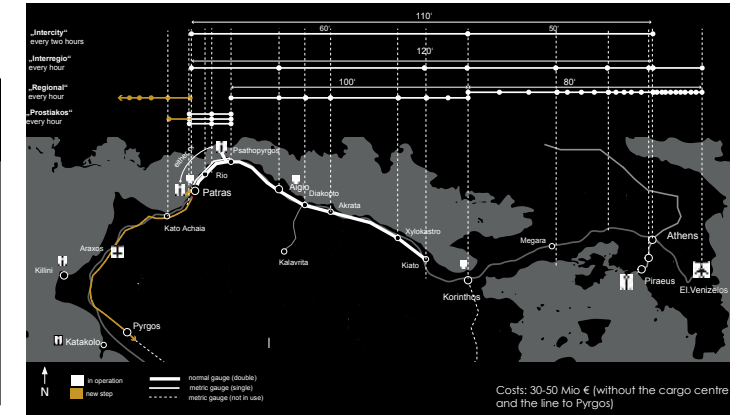 110'
„Intercity“
every two hours
60'
50'
„Interregio“
every hour
120'
„Regional“
every hour
100'
80'
„Prostiakos“
every hour
either/or
Psathopyrgos
Rio
Patras
Aigio
Diakopto
Akrata
Kato Achaia
Araxos
Killini
Kalavrita
Xylokastro
Kiato
Korinthos
Megara
Athens
Piraeus
El.Venizelos
Pyrgos
Katakolo
N
in operation
new step
normal gauge (double)
metric gauge (single)
metric gauge (not in use)
Costs: 30-50 Mio € (without the cargo centre
and the line to Pyrgos)